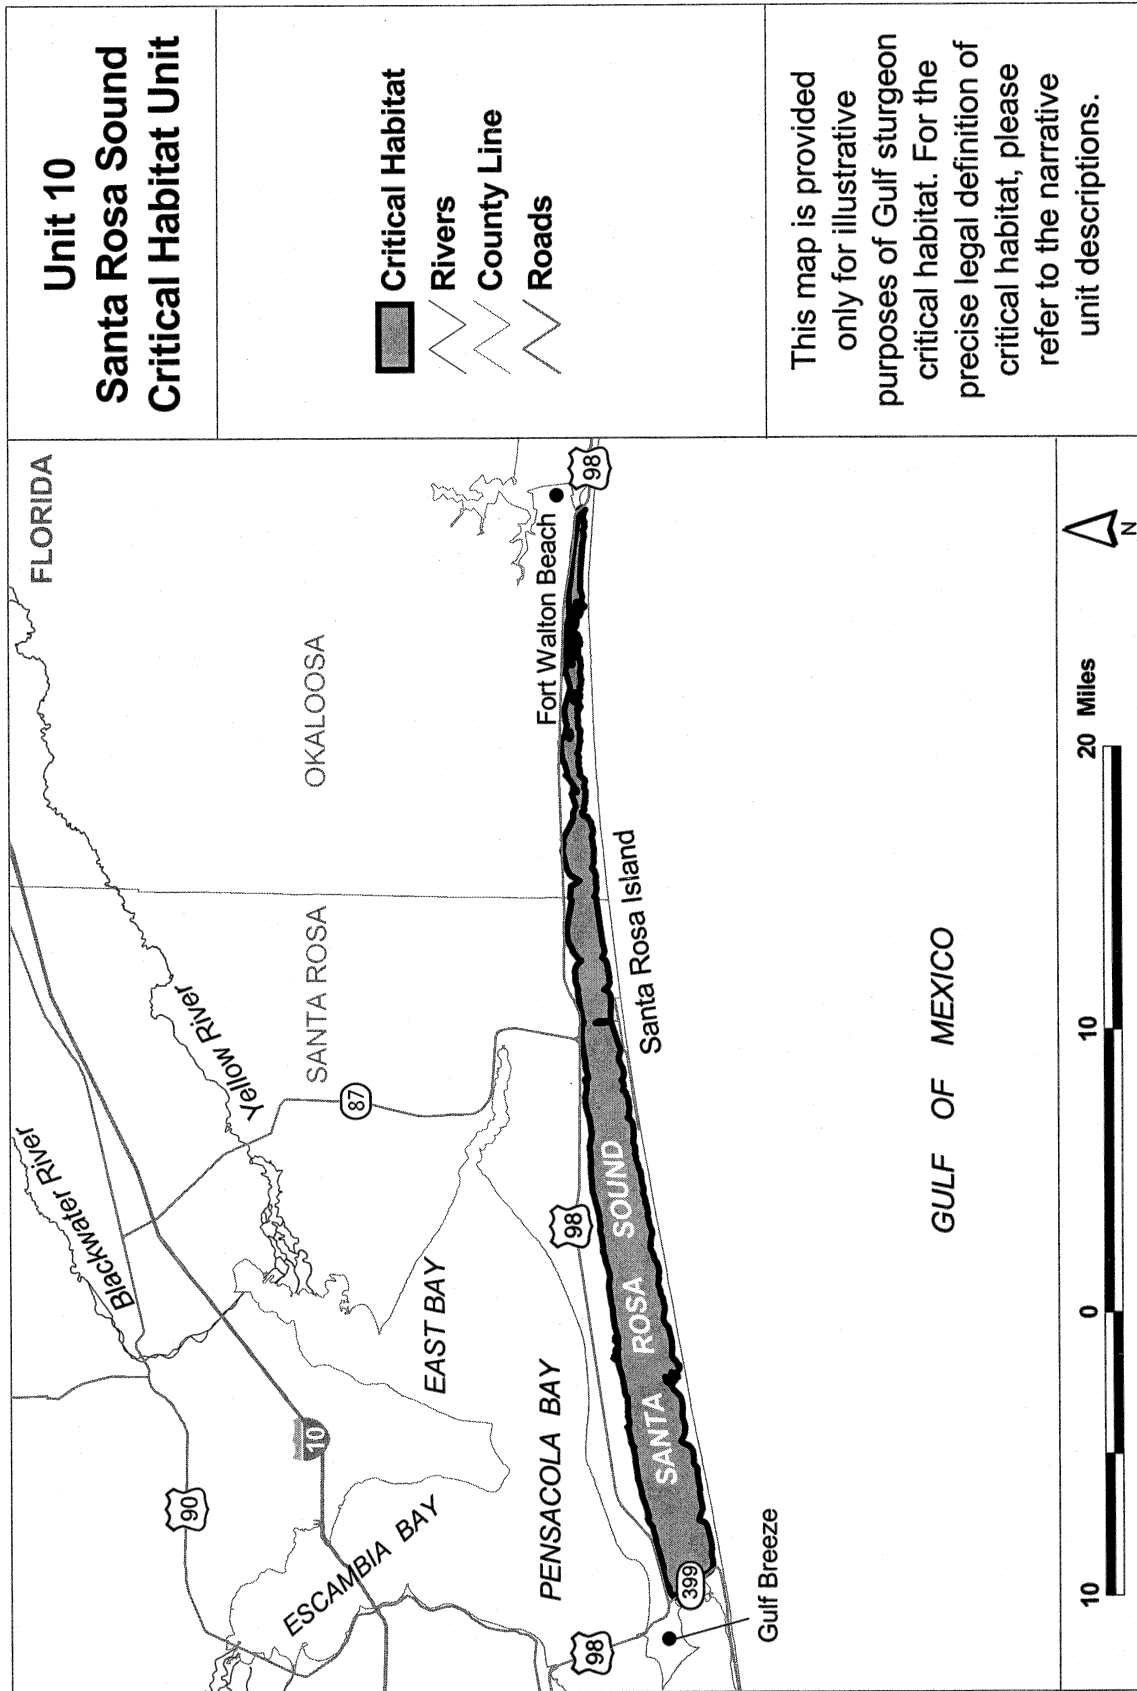 Unit 10
Santa Rosa Sound
Critical Habitat Unit
Critical Habitat
Rivers
County Line
Roads
This map is provided
only for illustrative
purposes of Gulf sturgeon
critical habitat. For the
precise legal definition of
critical habitat, please
refer to the narrative
unit descriptions.
FLORIDA
Blackwater River
Yellow River
OKALOOSA
SANTA ROSA
90
10
87
ESCAMBIA BAY
EAST BAY
PENSACOLA BAY
98
98
98
Fort Walton Beach
399
SANTA ROSA SOUND
Santa Rosa Island
Gulf Breeze
GULF OF MEXICO
10 0 10 20 Miles
N